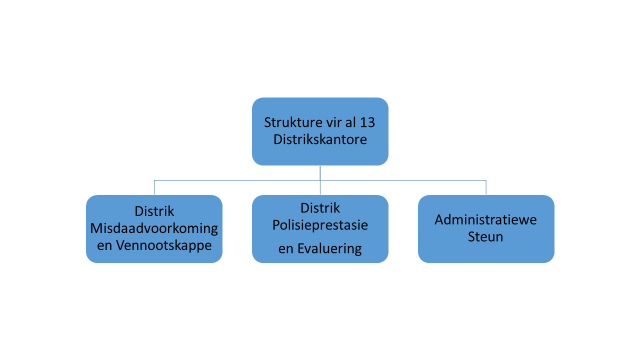 Strukture vir al 13
Distrikskantore
Distrik
Misdaadvoorkoming
en Vennootskappe
Distrik
Polisieprestasie
en Evaluering
Administratiewe
Steun